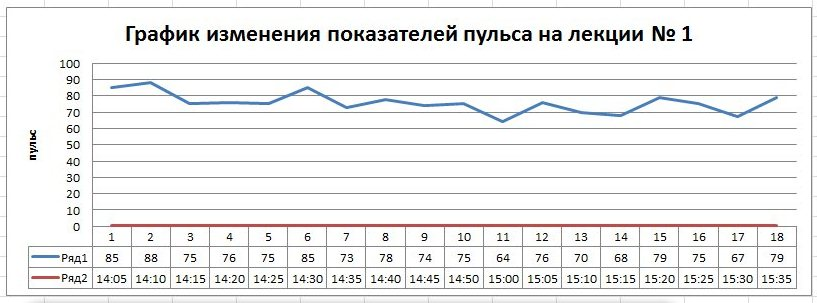 График изменения показателей пульса на лекции № 1
100
90
80
70
60
50
40
30
20
10
0
пульс
1 2 3 4 5 6 7 8 9 10 11 12 13 14 15 16 17 18
Ряд1 85 88 75 76 75 85 73 78 74 75 64 76 70 68 79 75 67 79
Ряд2 14:05 14:10 14:15 14:20 14:25 14:30 14:35 14:40 14:45 14:50 15:00 15:05 15:10 15:15 15:20 15:25 15:30 15:35